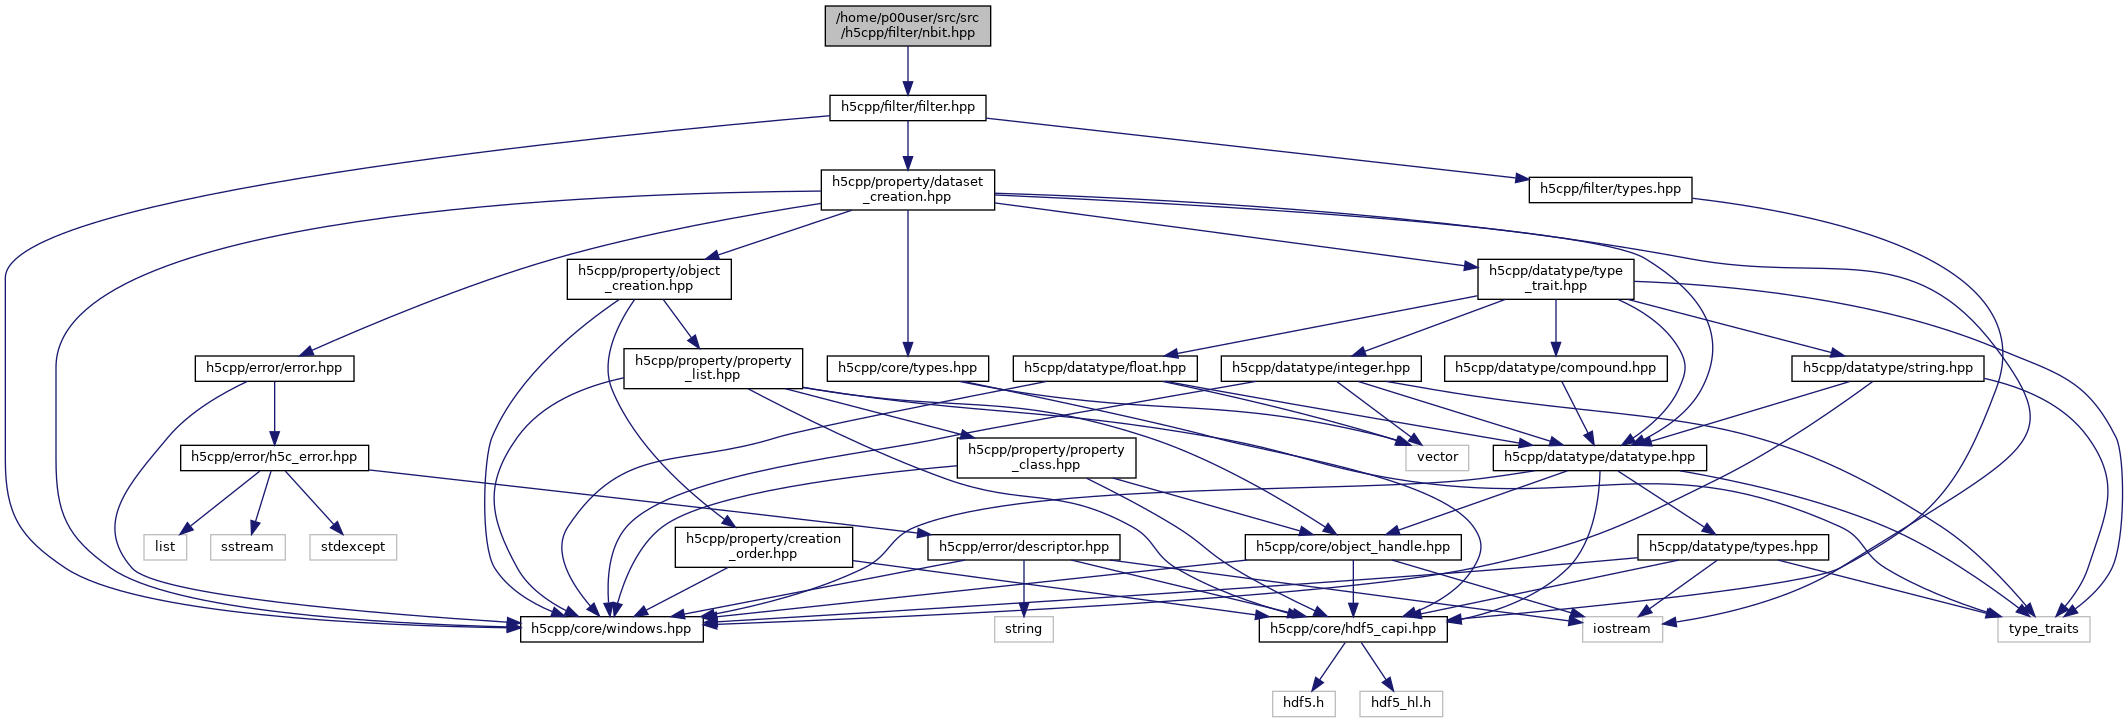 /home/p00user/src/src
/h5cpp/filter/nbit.hpp
h5cpp/filter/filter.hpp
h5cpp/property/dataset
_creation.hpp
h5cpp/filter/types.hpp
h5cpp/property/object
_creation.hpp
h5cpp/datatype/type
_trait.hpp
h5cpp/error/error.hpp
h5cpp/property/property
_list.hpp
h5cpp/core/types.hpp
h5cpp/datatype/float.hpp
h5cpp/datatype/integer.hpp
h5cpp/datatype/compound.hpp
h5cpp/datatype/string.hpp
h5cpp/error/h5c_error.hpp
h5cpp/property/property
_class.hpp
vector
h5cpp/datatype/datatype.hpp
list
sstream
stdexcept
h5cpp/property/creation
_order.hpp
h5cpp/error/descriptor.hpp
h5cpp/core/object_handle.hpp
h5cpp/datatype/types.hpp
h5cpp/core/windows.hpp
string
h5cpp/core/hdf5_capi.hpp
iostream
type_traits
hdf5.h
hdf5_hl.h